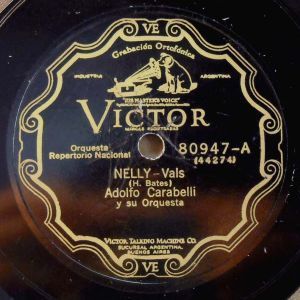 VE
Grabación Ortofónica
INDUSTRIA ARGENTINA
"HIS MASTER'S VOICE"
VICTOR
MARCAS REGISTRADAS
Orquesta
Repertorio Nacional
80947-A
(44274)
NELLY-Vals
(H. Bates)
Adolfo Carabelli
y su Orquesta
VICTOR TALKING MACHINE CO.
SUCURSAL ARGENTINA,
BUENOS AIRES
VE